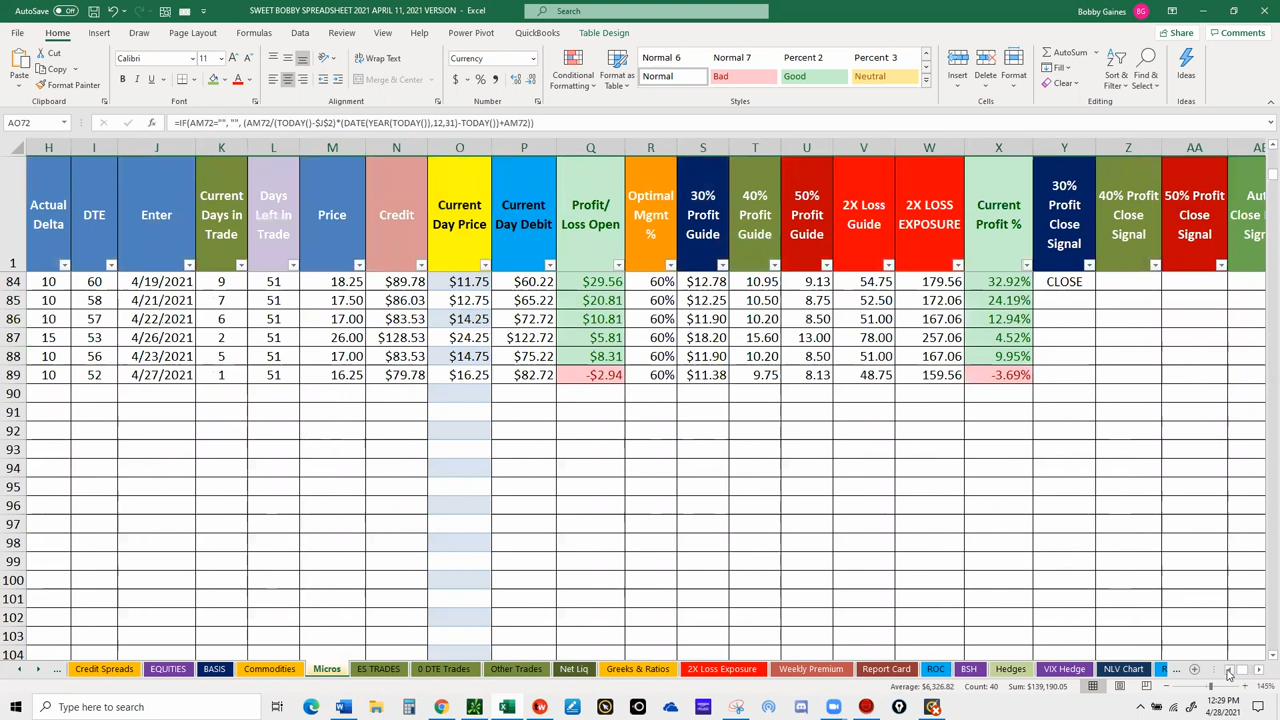 AutoSave Off SWEET BOBBY SPREADSHEET 2021 APRIL 11, 2021 VERSION - Excel Search Bobby Gaines BG
File Home Insert Draw Page Layout Formulas Data Review View Help Power Pivot QuickBooks Table Design Share Comments
Paste Cut Copy Format Painter Calibri 11 B I U A Wrap Text Merge & Center Currency $ % Conditional Formatting Format as Table Normal 6 Normal 7 Percent 2 Percent 3 Normal Bad Good Neutral Insert Delete Format AutoSum Fill Clear Sort & Filter Find & Select Ideas
Clipboard Font Alignment Number Styles Cells Editing Ideas
AO72 fx =IF(AM72="", "", (AM72/(TODAY()-$J$2)*(DATE(YEAR(TODAY()),12,31)-TODAY())+AM72))
H I J K L M N O P Q R S T U V W X Y Z AA AB
1 Actual Delta DTE Enter Current Days in Trade Days Left in Trade Price Credit Current Day Price Current Day Debit Profit/ Loss Open Optimal Mgmt % 30% Profit Guide 40% Profit Guide 50% Profit Guide 2X Loss Guide 2X LOSS EXPOSURE Current Profit % 30% Profit Close Signal 40% Profit Close Signal 50% Profit Close Signal
84 10 60 4/19/2021 9 51 18.25 $89.78 $11.75 $60.22 $29.56 60% $12.78 10.95 9.13 54.75 179.56 32.92% CLOSE
85 10 58 4/21/2021 7 51 17.50 $86.03 $12.75 $65.22 $20.81 60% $12.25 10.50 8.75 52.50 172.06 24.19%
86 10 57 4/22/2021 6 51 17.00 $83.53 $14.25 $72.72 $10.81 60% $11.90 10.20 8.50 51.00 167.06 12.94%
87 15 53 4/26/2021 2 51 26.00 $128.53 $24.25 $122.72 $5.81 60% $18.20 15.60 13.00 78.00 257.06 4.52%
88 10 56 4/23/2021 5 51 17.00 $83.53 $14.75 $75.22 $8.31 60% $11.90 10.20 8.50 51.00 167.06 9.95%
89 10 52 4/27/2021 1 51 16.25 $79.78 $16.25 $82.72 -$2.94 60% $11.38 9.75 8.13 48.75 159.56 -3.69%
90
91
92
93
94
95
96
97
98
99
100
101
102
103
104
... Credit Spreads EQUITIES BASIS Commodities Micros ES TRADES 0 DTE Trades Other Trades Net Liq Greeks & Ratios 2X Loss Exposure Weekly Premium Report Card ROC BSH Hedges VIX Hedge NLV Chart ...
Average: $6,326.82 Count: 40 Sum: $139,190.05 145%
Type here to search 12:29 PM
4/28/2021